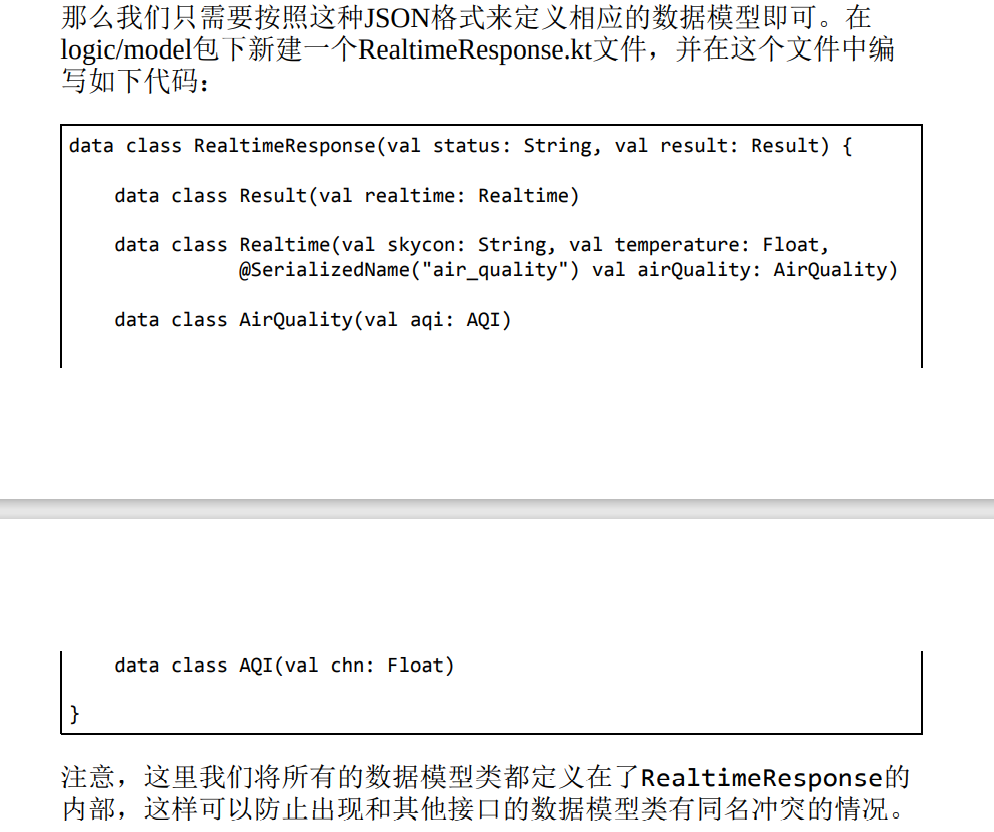 那么我们只需要按照这种JSON格式来定义相应的数据模型即可。在
logic/model包下新建一个RealtimeResponse.kt文件，并在这个文件中编
写如下代码：
data class RealtimeResponse(val status: String, val result: Result) {
data class Result(val realtime: Realtime)
data class Realtime(val skycon: String, val temperature: Float,
@SerializedName("air_quality") val airQuality: AirQuality)
data class AirQuality(val aqi: AQI)
data class AQI(val chn: Float)
}
注意，这里我们将所有的数据模型类都定义在了RealtimeResponse的
内部，这样可以防止出现和其他接口的数据模型类有同名冲突的情况。